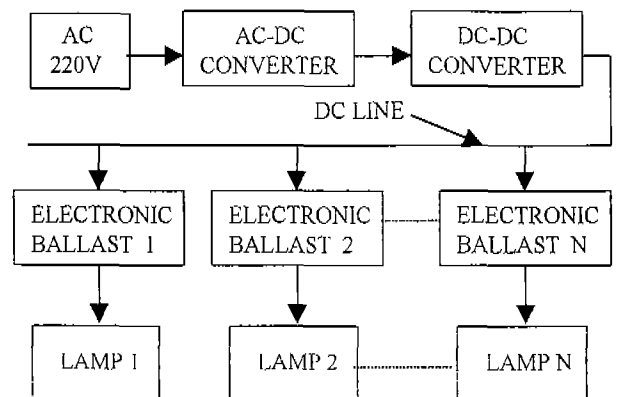 AC
220V
AC-DC
CONVERTER
DC-DC
CONVERTER
DC LINE
ELECTRONIC
BALLAST 1
ELECTRONIC
BALLAST 2
ELECTRONIC
BALLAST N
LAMP 1
LAMP 2
LAMP N